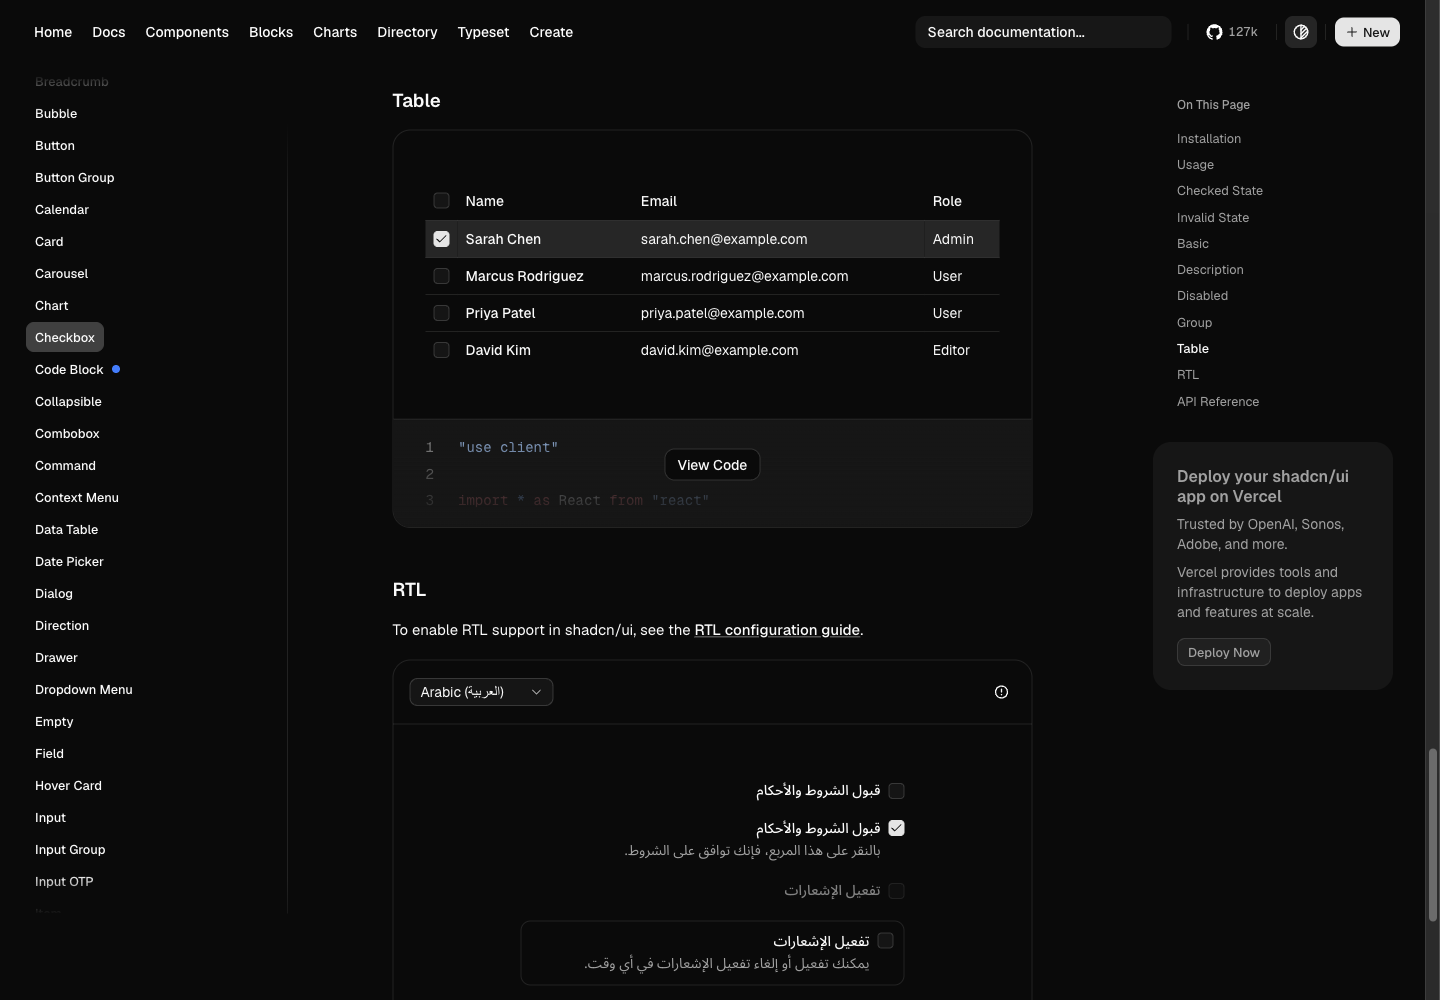 Home Docs Components Blocks Charts Directory Typeset Create
Search documentation...
127k
New
Breadcrumb
Bubble
Button
Button Group
Calendar
Card
Carousel
Chart
Checkbox
Code Block
Collapsible
Combobox
Command
Context Menu
Data Table
Date Picker
Dialog
Direction
Drawer
Dropdown Menu
Empty
Field
Hover Card
Input
Input Group
Input OTP
Table
Name Email Role
Sarah Chen sarah.chen@example.com Admin
Marcus Rodriguez marcus.rodriguez@example.com User
Priya Patel priya.patel@example.com User
David Kim david.kim@example.com Editor
1 "use client"
2
3 import * as React from "react"
View Code
RTL
To enable RTL support in shadcn/ui, see the RTL configuration guide.
Arabic (العربية)
قبول الشروط والأحكام
قبول الشروط والأحكام
بالنقر على هذا المربع، فإنك توافق على الشروط.
تفعيل الإشعارات
تفعيل الإشعارات
يمكنك تفعيل أو إلغاء تفعيل الإشعارات في أي وقت.
On This Page
Installation
Usage
Checked State
Invalid State
Basic
Description
Disabled
Group
Table
RTL
API Reference
Deploy your shadcn/ui
app on Vercel
Trusted by OpenAI, Sonos,
Adobe, and more.
Vercel provides tools and
infrastructure to deploy apps
and features at scale.
Deploy Now